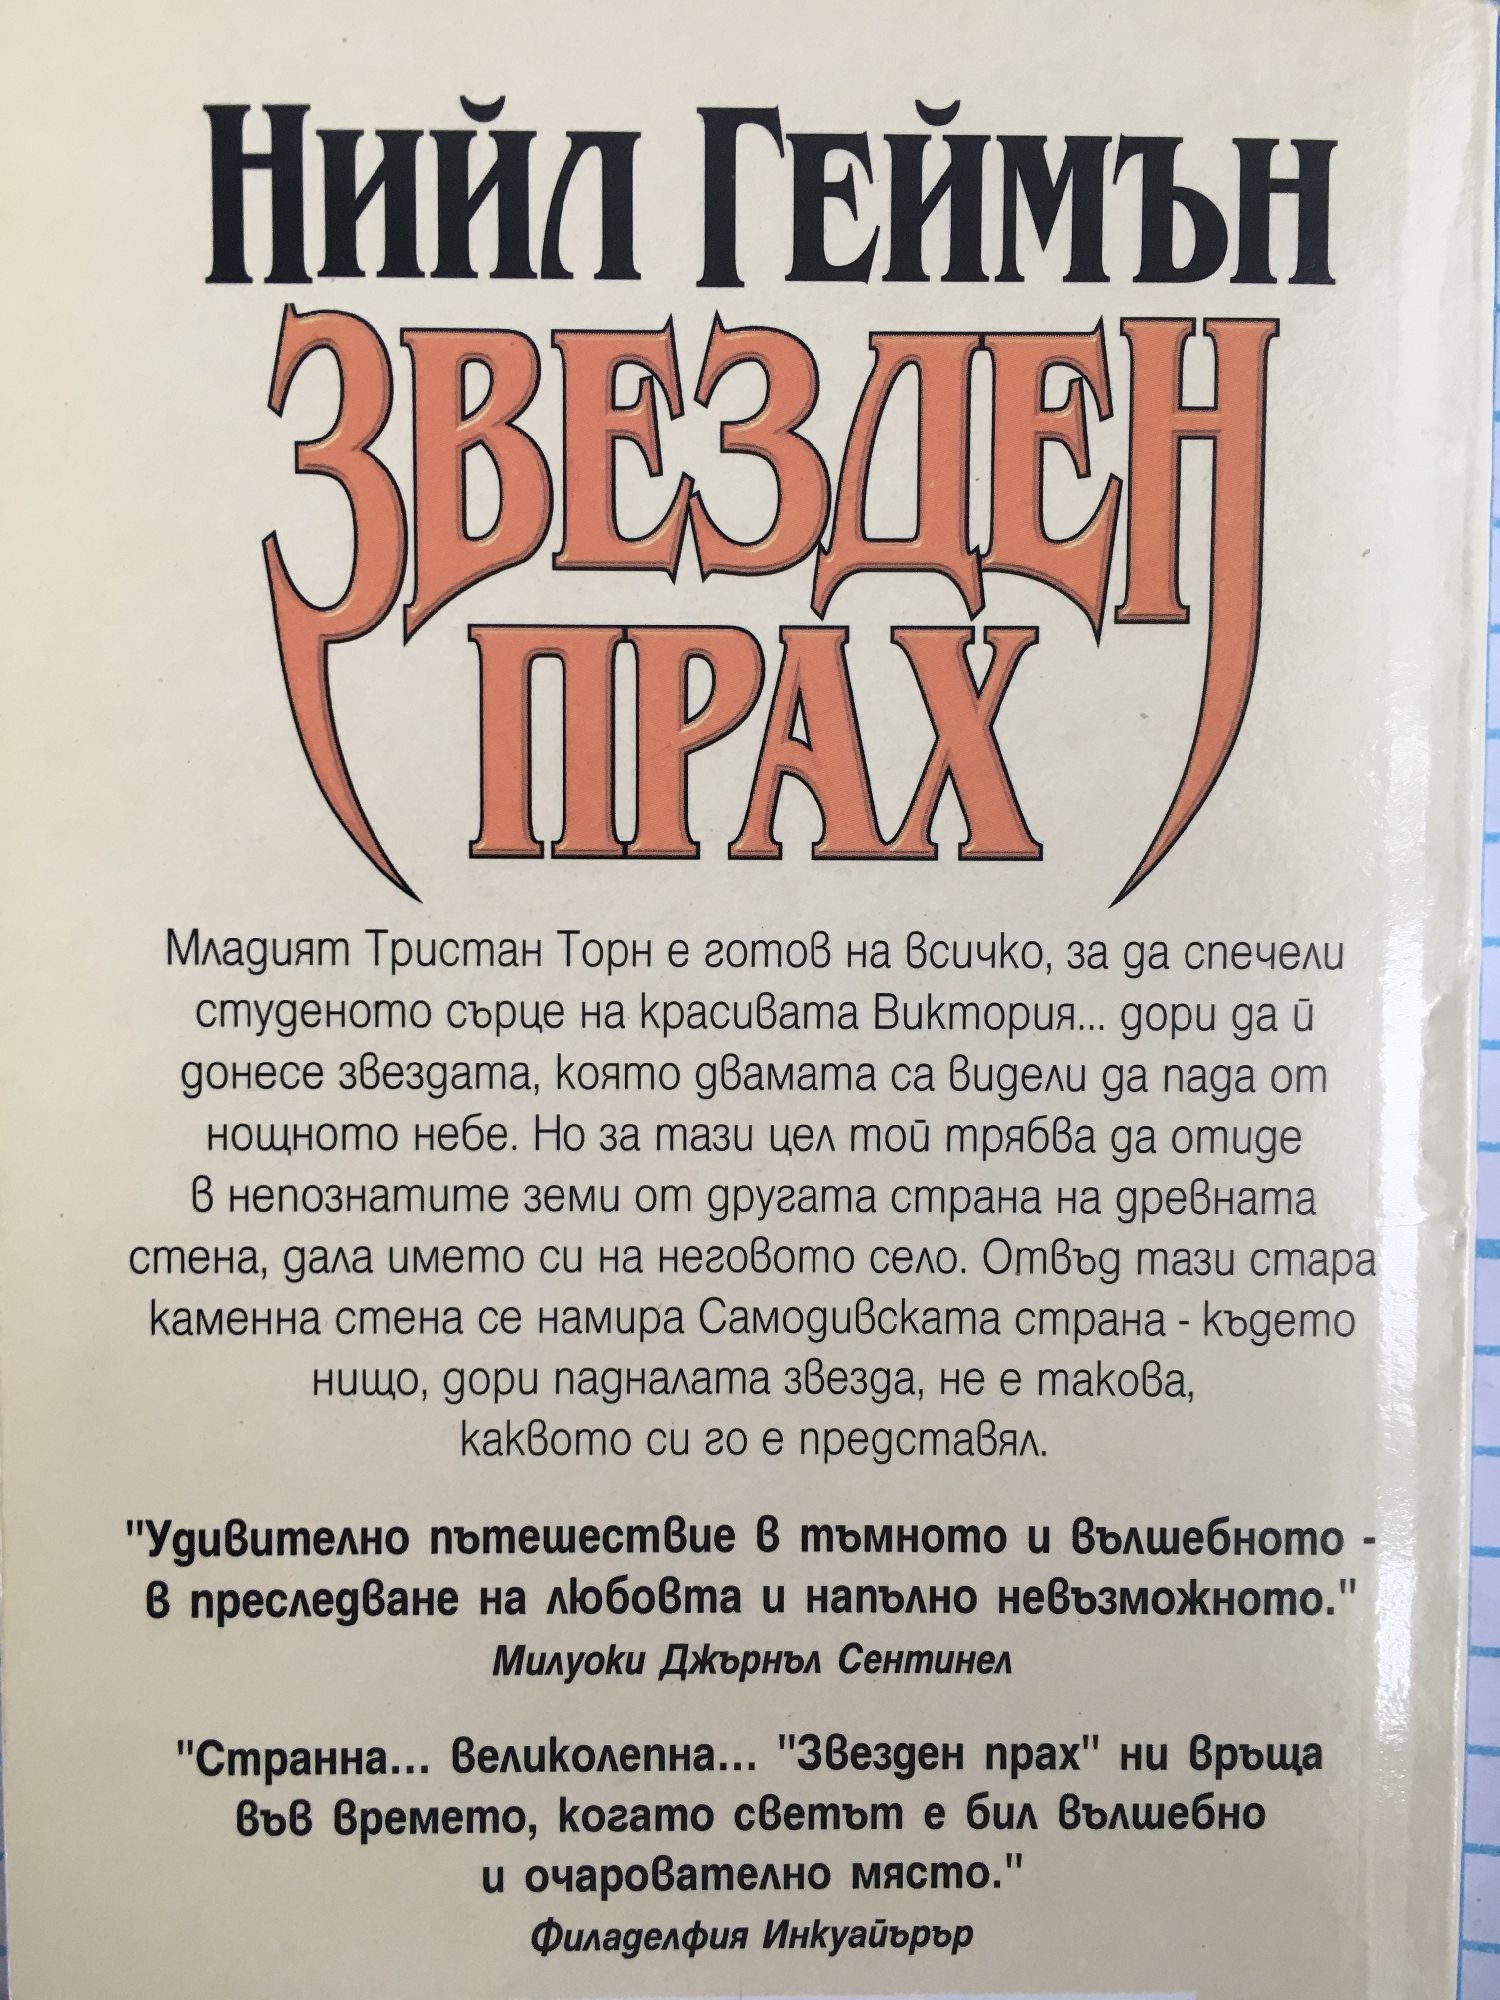 НИЙЛ ГЕЙМЪН
ЗВЕЗДЕН
ПРАХ
Младият Тристан Торн е готов на всичко, за да спечели
студеното сърце на красивата Виктория... дори да й
донесе звездата, която двамата са видели да пада от
нощното небе. Но за тази цел той трябва да отиде
в непознатите земи от другата страна на древната
стена, дала името си на неговото село. Отвъд тази стара
каменна стена се намира Самодивската страна - където
нищо, дори падналата звезда, не е такова,
каквото си го е представял.
"Удивително пътешествие в тъмното и вълшебното -
в преследване на любовта и напълно невъзможното."
Милуоки Джърнъл Сентинел
"Странна... великолепна... "Звезден прах" ни връща
във времето, когато светът е бил вълшебно
и очарователно място."
Филаделфия Инкуайърър